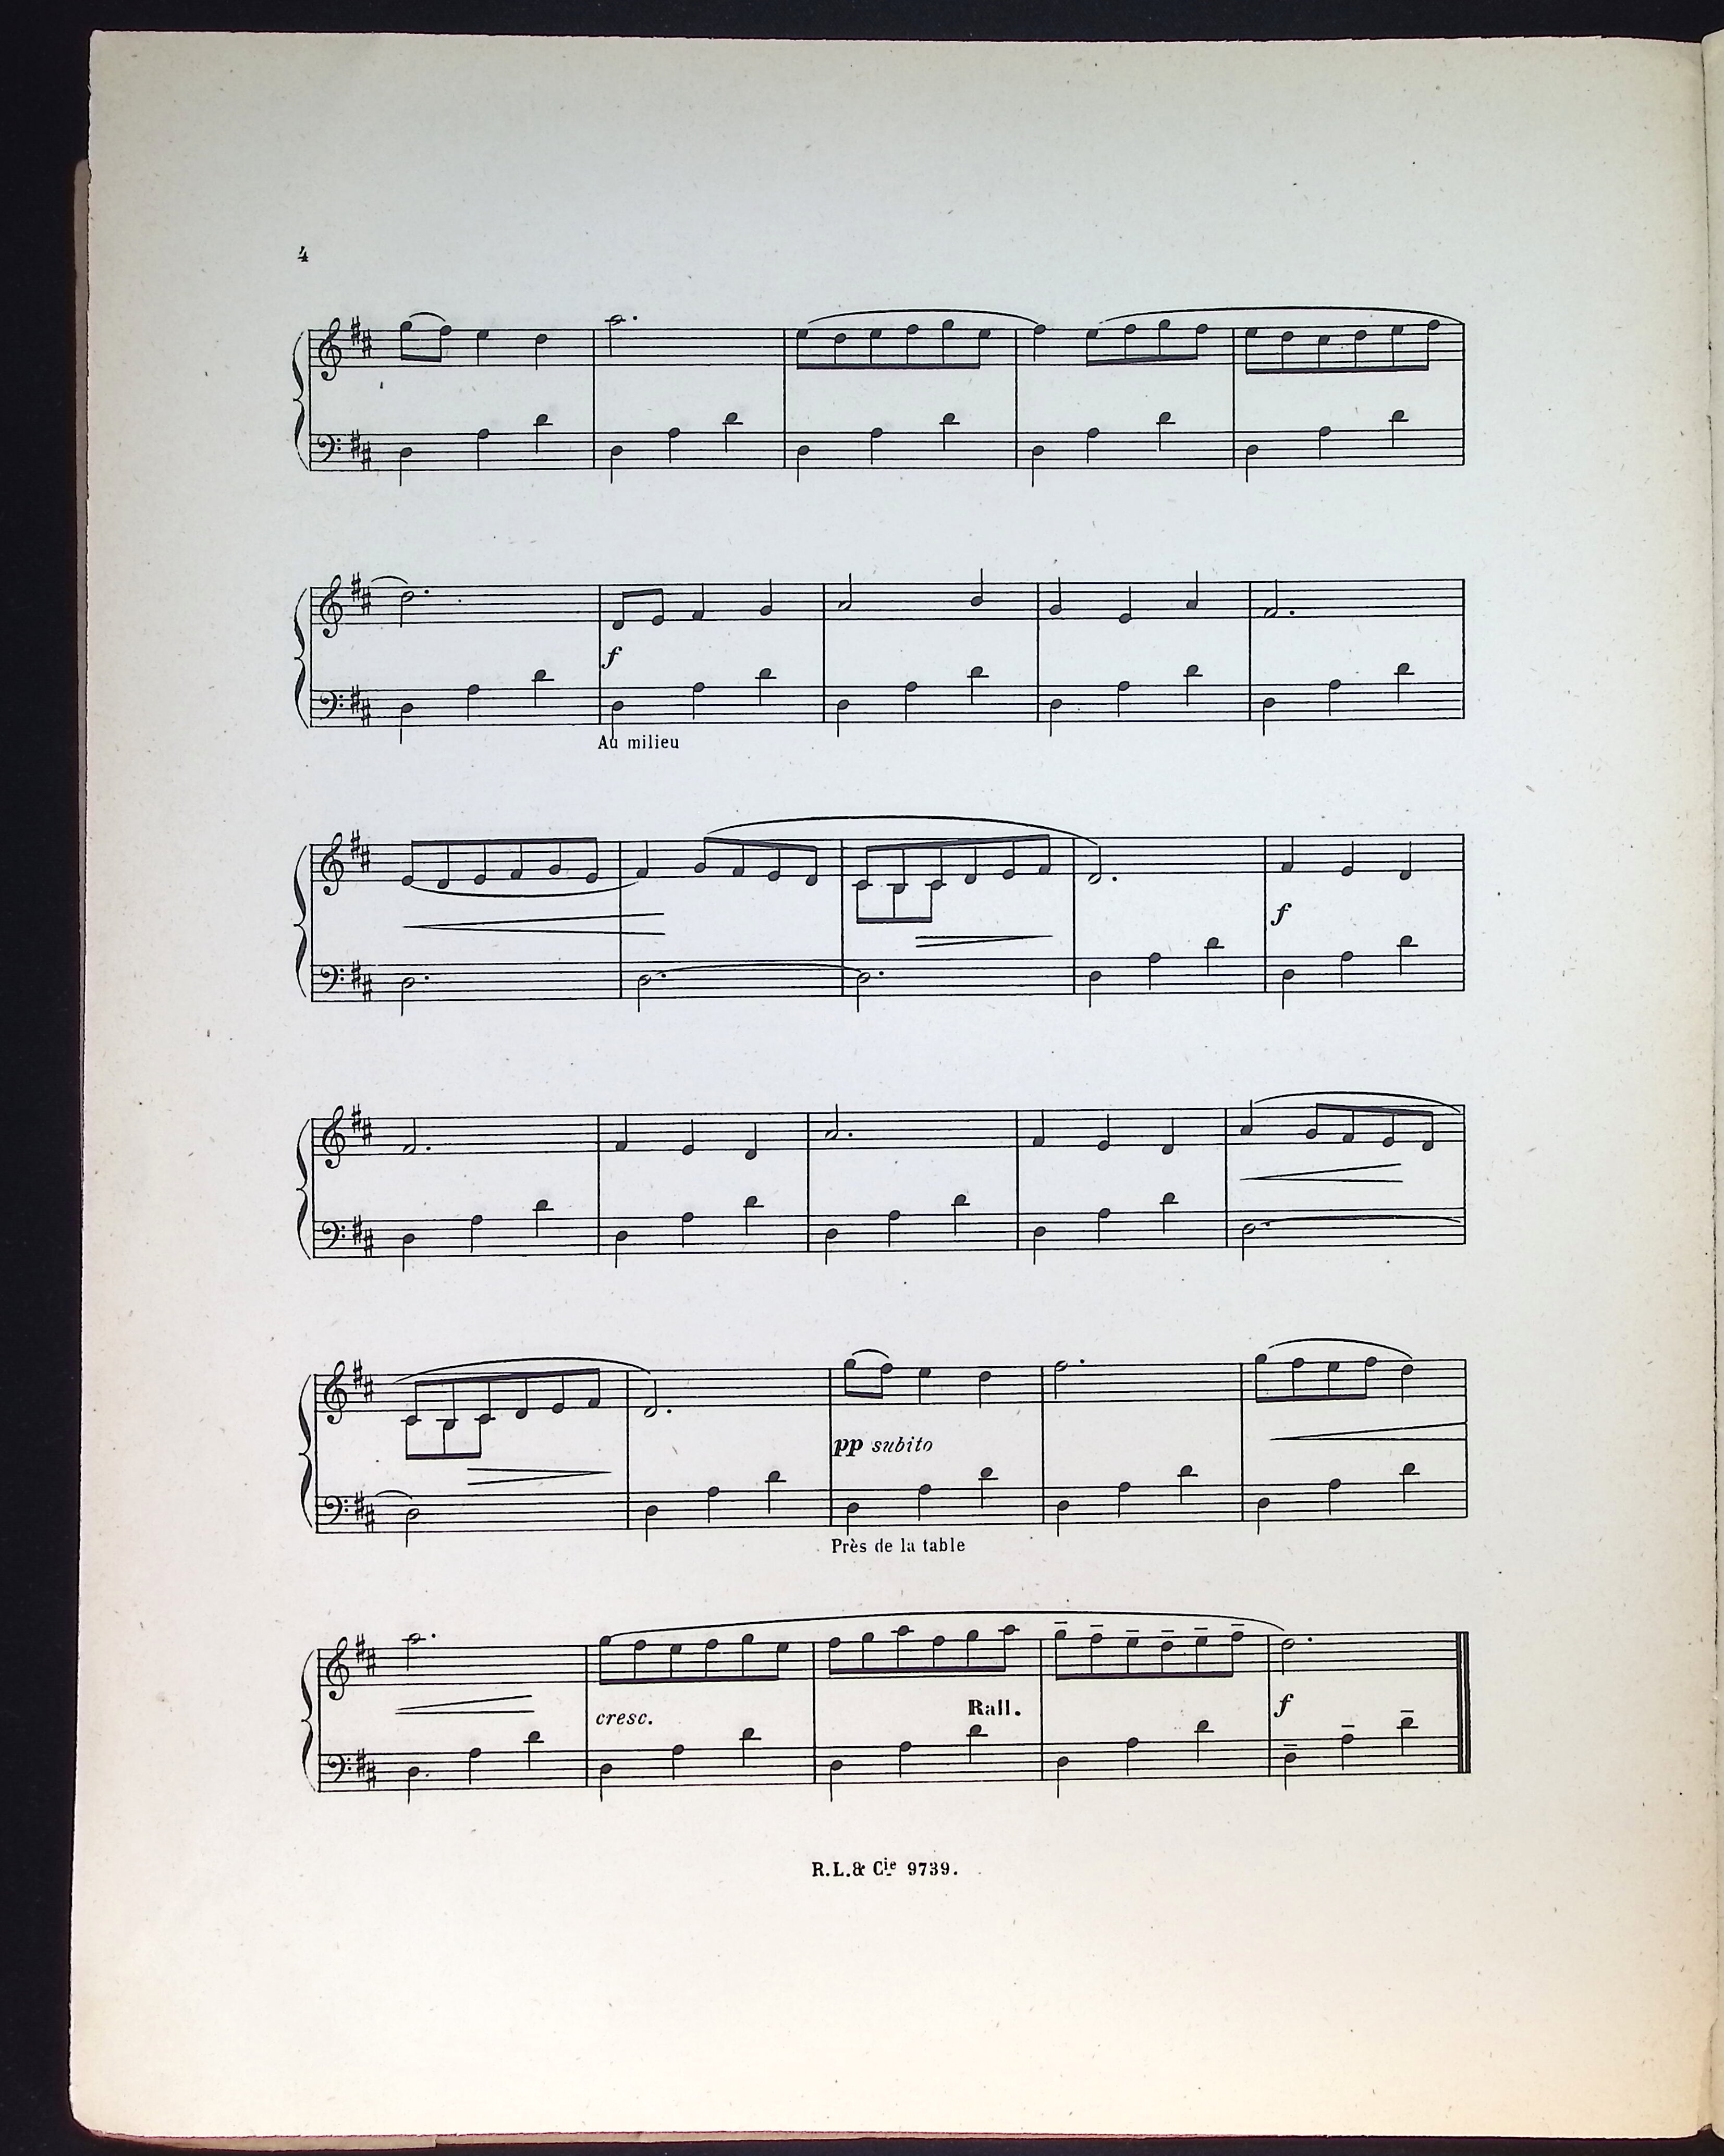 4
f
Au milieu
f
pp subito
Près de la table
cresc.
Rall.
f
R.L.& Cie 9739.